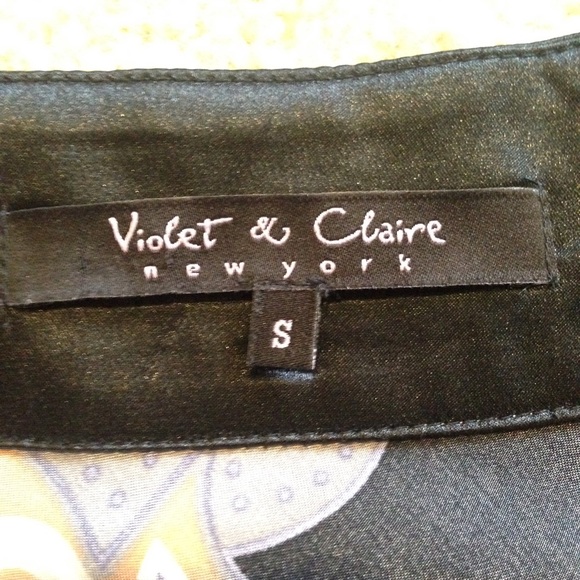 Violet & Claire
new york
S